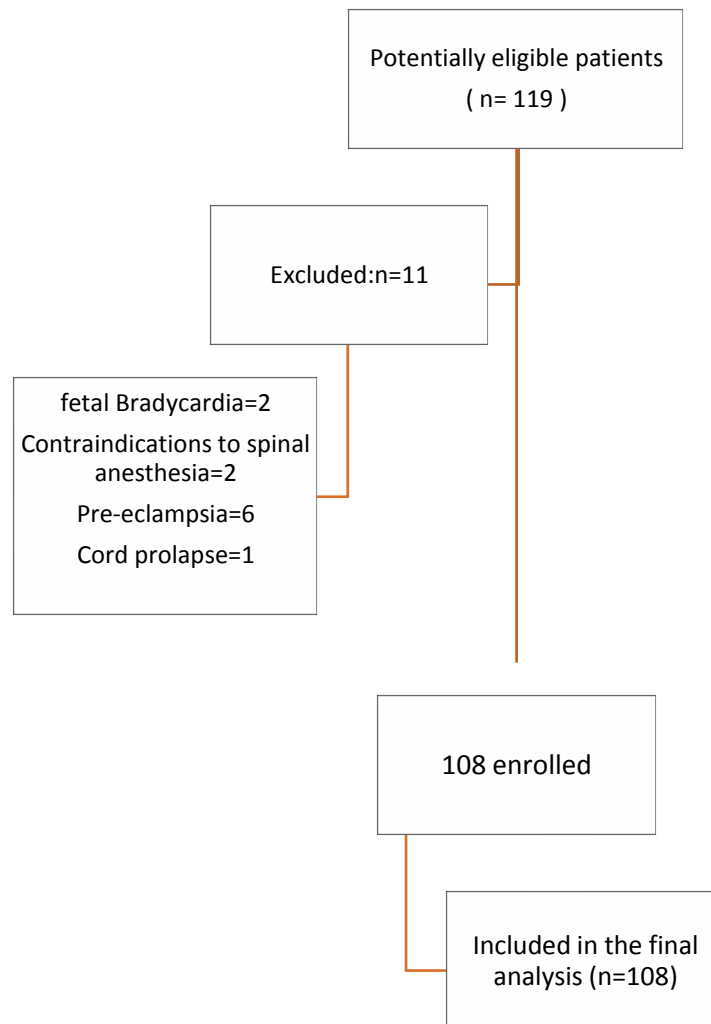 Potentially eligible patients
( n= 119 )
Excluded:n=11
fetal Bradycardia=2
Contraindications to spinal
anesthesia=2
Pre-eclampsia=6
Cord prolapse=1
108 enrolled
Included in the final
analysis (n=108)